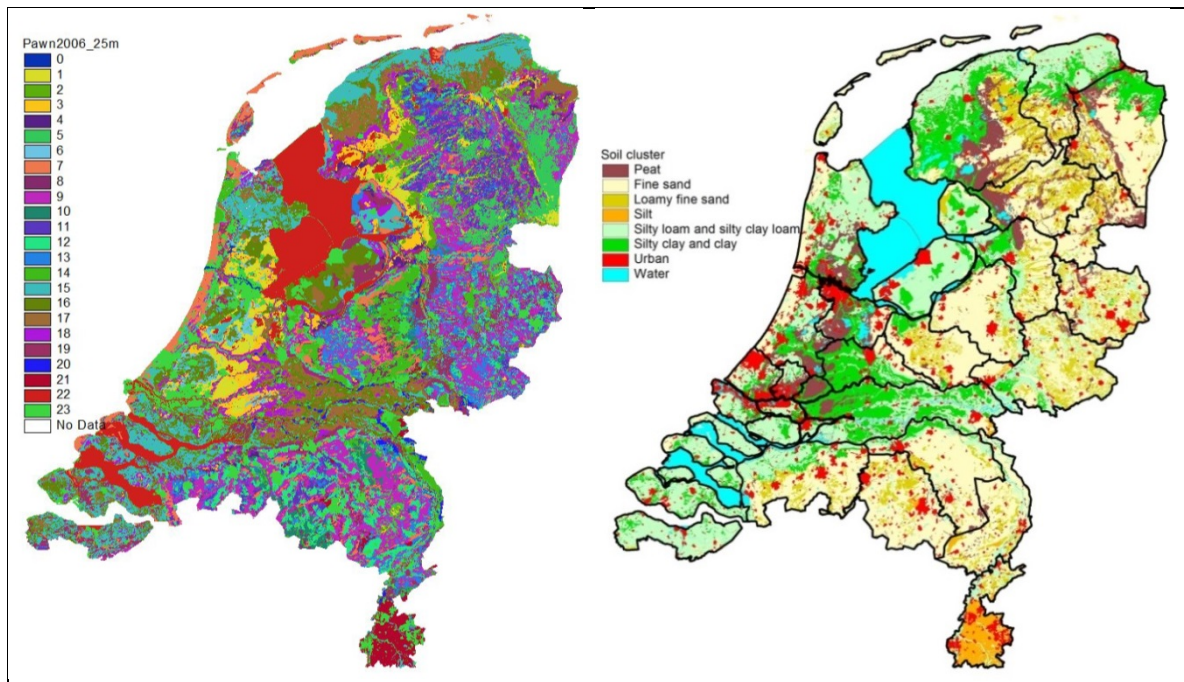 Pawn2006_25m
0
1
2
3
4
5
6
7
8
9
10
11
12
13
14
15
16
17
18
19
20
21
22
23
No Data
Soil cluster
Peat
Fine sand
Loamy fine sand
Silt
Silty loam and silty clay loam
Silty clay and clay
Urban
Water